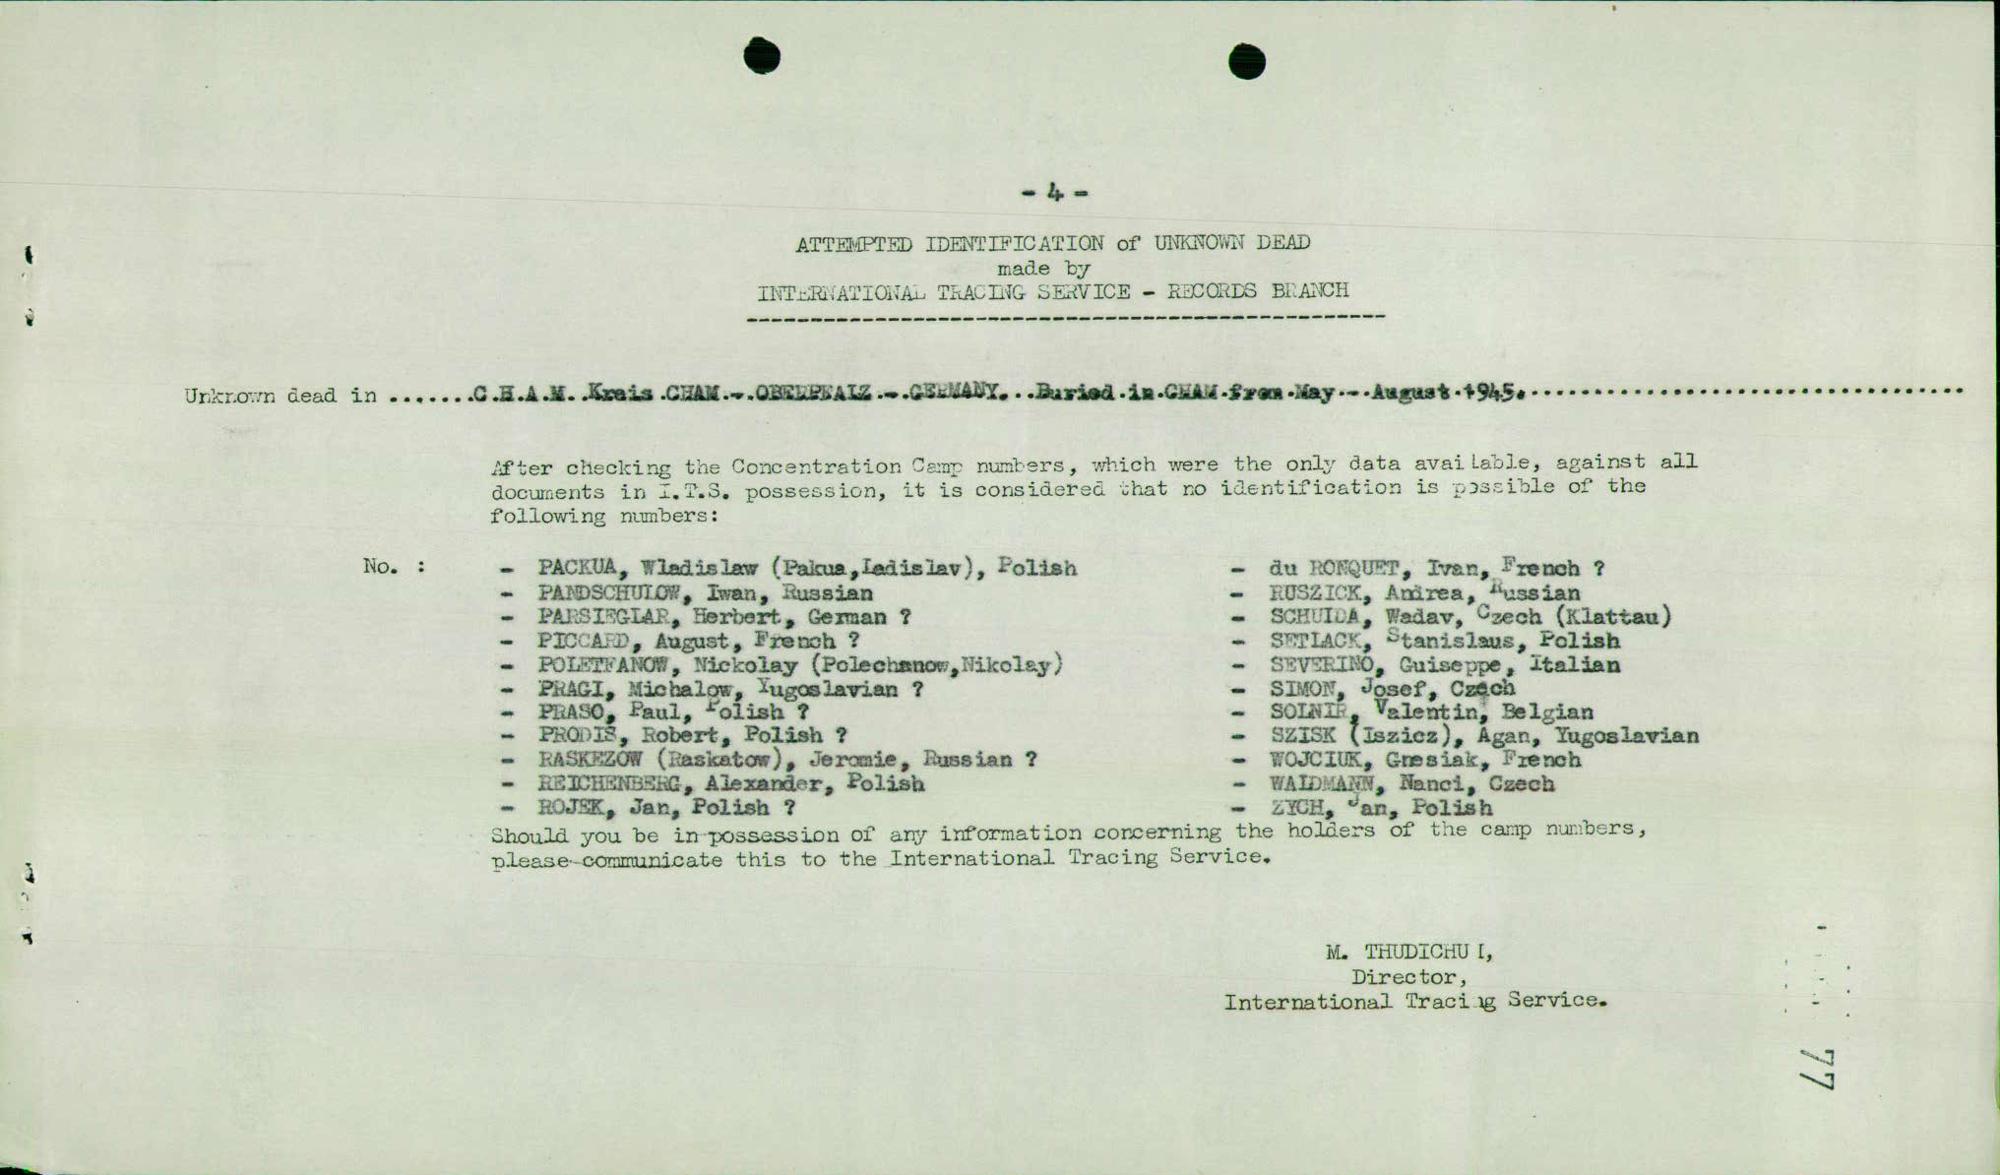 - 4 -
ATTEMPTED IDENTIFICATION of UNKNOWN DEAD
made by
INTERNATIONAL TRACING SERVICE - RECORDS BRANCH
Unknown dead in .......C.H.A.M. Kreis CHAM - OBERPFALZ - GERMANY. Buried in CHAM from May - August 1945.
After checking the Concentration Camp numbers, which were the only data available, against all
documents in I.T.S. possession, it is considered that no identification is possible of the
following numbers:
No. :
- PACKUA, Wladislaw (Pakua,Ladislav), Polish
- PANDSCHULOW, Iwan, Russian
- PARSIEGLAR, Herbert, German ?
- PICCARD, August, French ?
- POLETFANOW, Nickolay (Polechanow,Nikolay)
- PRAGI, Michalow, Yugoslavian ?
- PRASO, Paul, Polish ?
- PRODIS, Robert, Polish ?
- RASKEZOW (Raskatow), Jeromie, Russian ?
- REICHENBERG, Alexander, Polish
- ROJEK, Jan, Polish ?
- du RONQUET, Ivan, French ?
- RUSZICK, Andrea, Russian
- SCHUIDA, Wadav, Czech (Klattau)
- SETLACK, Stanislaus, Polish
- SEVERINO, Guiseppe, Italian
- SIMON, Josef, Czech
- SOLNIR, Valentin, Belgian
- SZISK (Iszicz), Agan, Yugoslavian
- WOJCIUK, Gresiak, French
- WALDMANN, Nanci, Czech
- ZYCH, Jan, Polish
Should you be in possession of any information concerning the holders of the camp numbers,
please communicate this to the International Tracing Service.
M. THUDICHUM,
Director,
International Tracing Service.
77